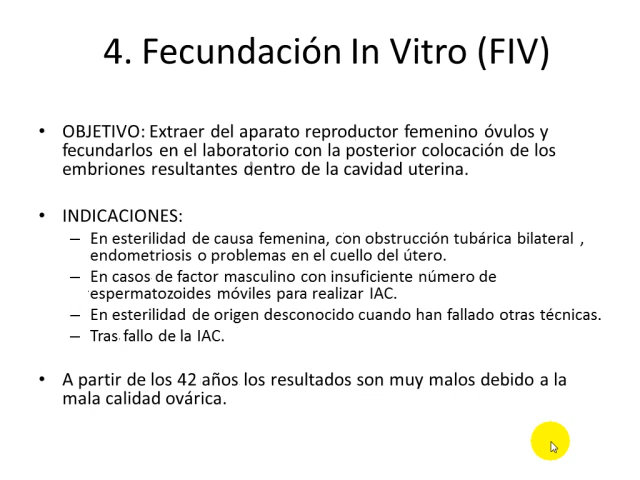 4. Fecundación In Vitro (FIV)
• OBJETIVO: Extraer del aparato reproductor femenino óvulos y
fecundarlos en el laboratorio con la posterior colocación de los
embriones resultantes dentro de la cavidad uterina.
• INDICACIONES:
– En esterilidad de causa femenina, con obstrucción tubárica bilateral ,
endometriosis o problemas en el cuello del útero.
– En casos de factor masculino con insuficiente número de
espermatozoides móviles para realizar IAC.
– En esterilidad de origen desconocido cuando han fallado otras técnicas.
– Tras fallo de la IAC.
• A partir de los 42 años los resultados son muy malos debido a la
mala calidad ovárica.